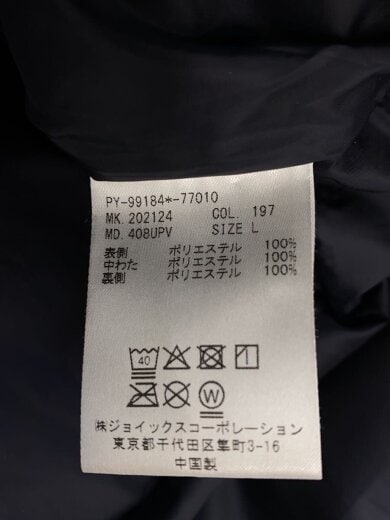 PY-99184*-77010
MK. 202124 COL. 197
MD. 408UPV SIZE L
表側 ポリエステル 100%
中わた ポリエステル 100%
裏側 ポリエステル 100%
40
W
㈱ジョイックスコーポレーション
東京都千代田区隼町3-16
中国製